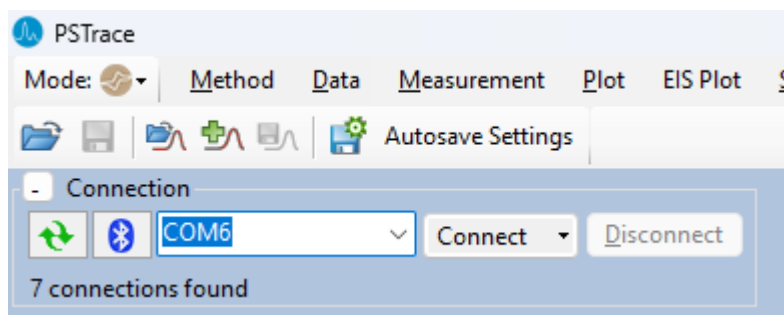 PSTrace
Mode: Method Data Measurement Plot EIS Plot
Autosave Settings
- Connection
COM6 Connect Disconnect
7 connections found